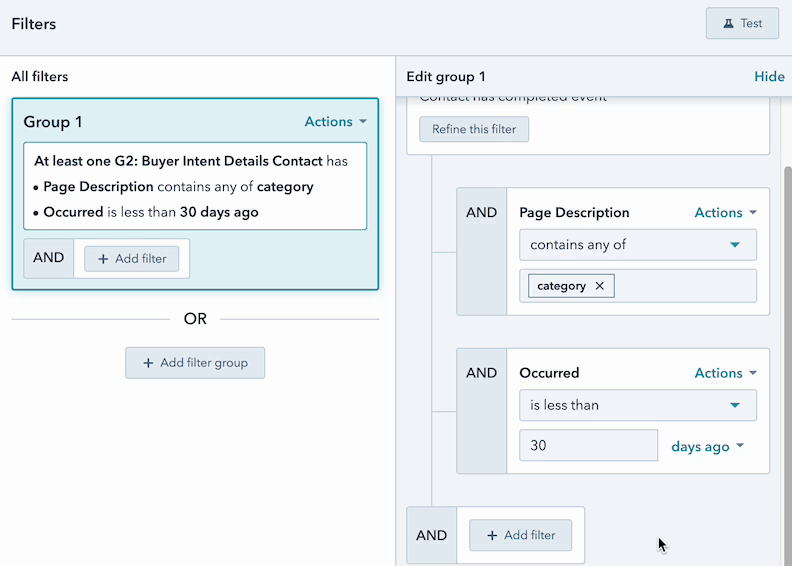 Filters
Test
All filters
Group 1
Actions
At least one G2: Buyer Intent Details Contact has
• Page Description contains any of category
• Occurred is less than 30 days ago
AND
+ Add filter
OR
+ Add filter group
Edit group 1
Hide
Contact has completed event
Refine this filter
AND
Page Description
Actions
contains any of
category ×
AND
Occurred
Actions
is less than
30
days ago
AND
+ Add filter